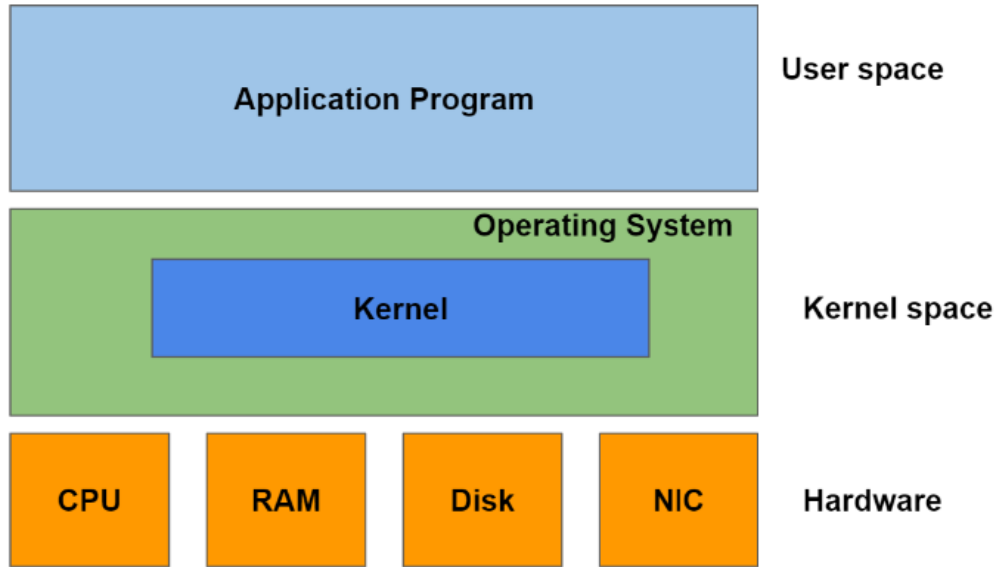 User space
Application Program
Operating System
Kernel
Kernel space
CPU
RAM
Disk
NIC
Hardware